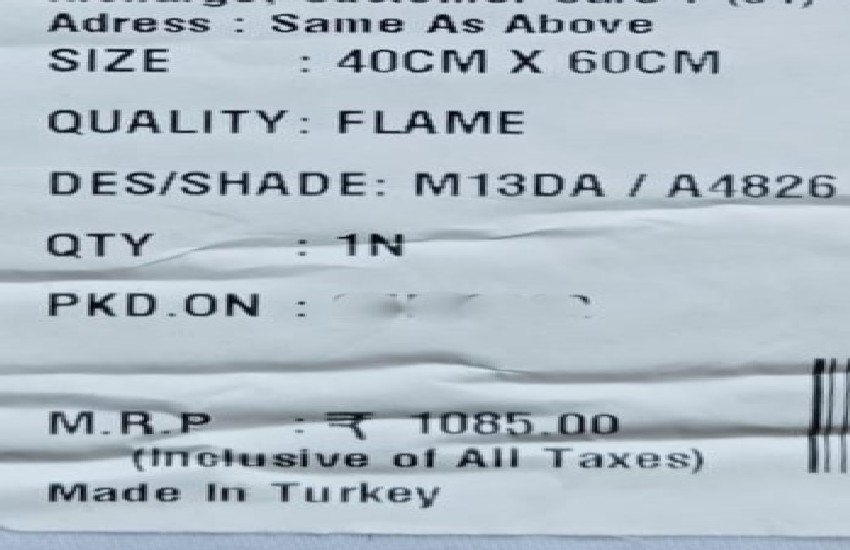 Adress : Same As Above
SIZE : 40CM X 60CM
QUALITY: FLAME
DES/SHADE: M13DA / A4826
QTY : 1N
PKD.ON :
M.R.P : ₹ 1085.00
(Inclusive of All Taxes)
Made In Turkey